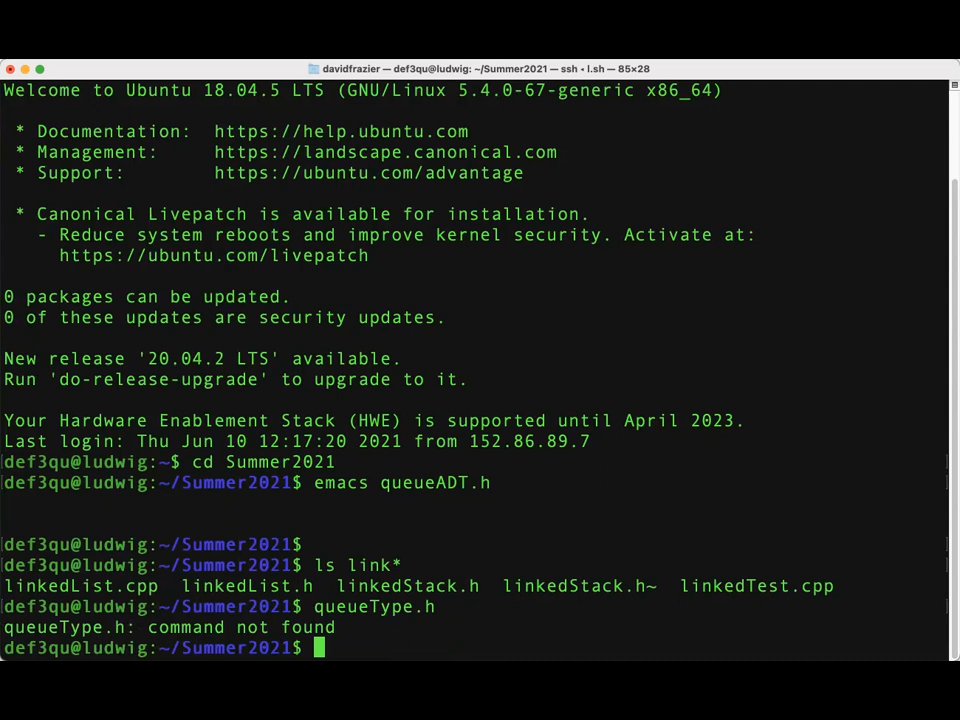 davidfrazier — def3qu@ludwig: ~/Summer2021 — ssh • l.sh — 85×28
Welcome to Ubuntu 18.04.5 LTS (GNU/Linux 5.4.0-67-generic x86_64)
* Documentation:  https://help.ubuntu.com
* Management:     https://landscape.canonical.com
* Support:        https://ubuntu.com/advantage
* Canonical Livepatch is available for installation.
- Reduce system reboots and improve kernel security. Activate at:
https://ubuntu.com/livepatch
0 packages can be updated.
0 of these updates are security updates.
New release '20.04.2 LTS' available.
Run 'do-release-upgrade' to upgrade to it.
Your Hardware Enablement Stack (HWE) is supported until April 2023.
Last login: Thu Jun 10 12:17:20 2021 from 152.86.89.7
def3qu@ludwig:~$ cd Summer2021
def3qu@ludwig:~/Summer2021$ emacs queueADT.h
def3qu@ludwig:~/Summer2021$
def3qu@ludwig:~/Summer2021$ ls link*
linkedList.cpp  linkedList.h  linkedStack.h  linkedStack.h~  linkedTest.cpp
def3qu@ludwig:~/Summer2021$ queueType.h
queueType.h: command not found
def3qu@ludwig:~/Summer2021$